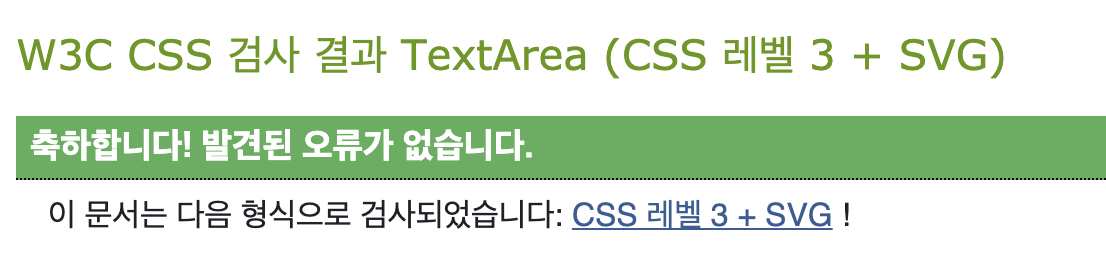 W3C CSS 검사 결과 TextArea (CSS 레벨 3 + SVG)
축하합니다! 발견된 오류가 없습니다.
이 문서는 다음 형식으로 검사되었습니다: CSS 레벨 3 + SVG !